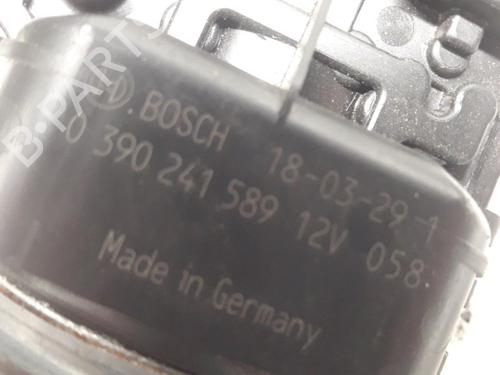 BOSCH 18-03-29-1
0 390 241 589 12V 058
Made in Germany
B-PARTS